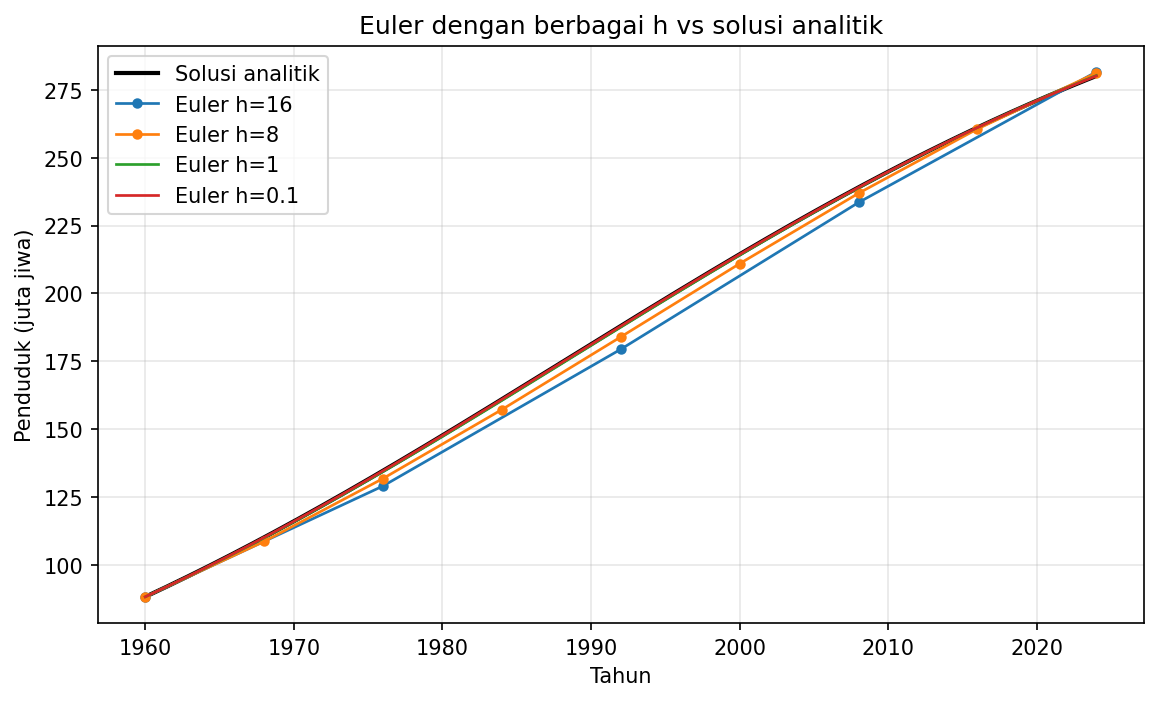 Euler dengan berbagai h vs solusi analitik
Solusi analitik
Euler h=16
Euler h=8
Euler h=1
Euler h=0.1
Penduduk (juta jiwa)
275
250
225
200
175
150
125
100
1960 1970 1980 1990 2000 2010 2020
Tahun